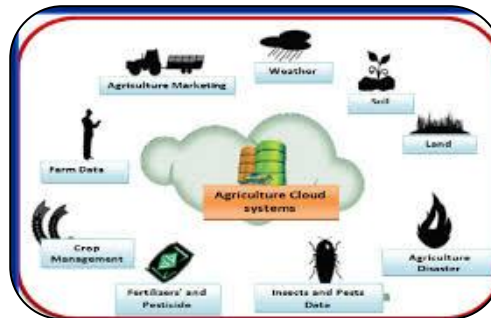 Weather
Agriculture Marketing
Soil
Land
Farm Data
Agriculture Cloud
systems
Crop
Management
Agriculture
Disaster
Fertilizers' and
Pesticide
Insects and Pests
Data